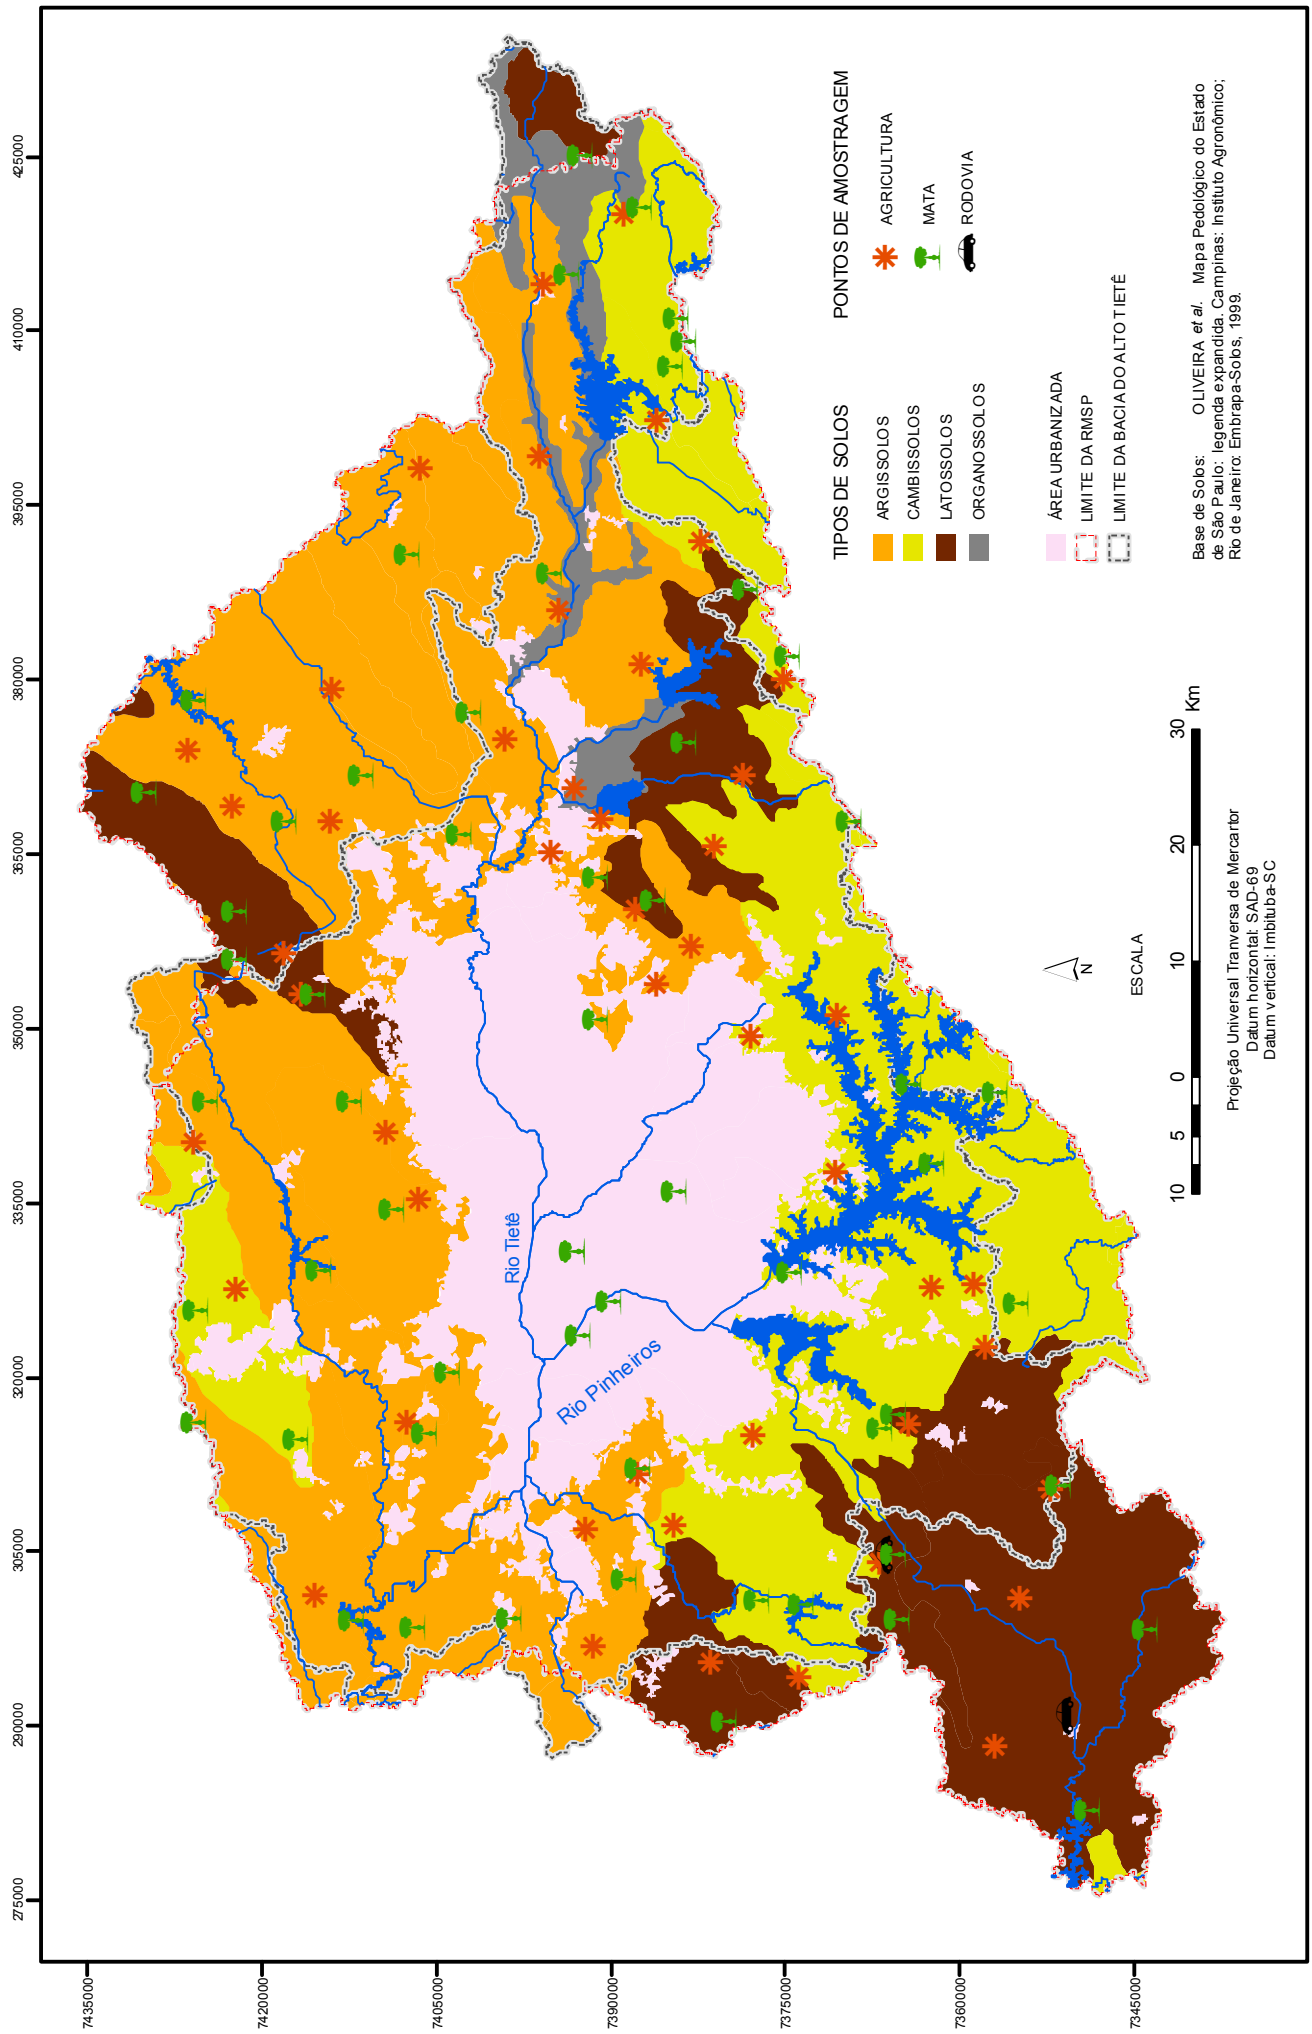 275000
290000
305000
320000
335000
350000
365000
380000
395000
410000
425000
7435000
7420000
7405000
7390000
7375000
7360000
7345000
Rio Tietê
Rio Pinheiros
TIPOS DE SOLOS
ARGISSOLOS
CAMBISSOLOS
LATOSSOLOS
ORGANOSSOLOS
ÁREA URBANIZADA
LIMITE DA RMSP
LIMITE DA BACIA DO ALTO TIETÊ
PONTOS DE AMOSTRAGEM
AGRICULTURA
MATA
RODOVIA
Base de Solos: OLIVEIRA et al. Mapa Pedológico do Estado
de São Paulo: legenda expandida. Campinas: Instituto Agronômico;
Rio de Janeiro: Embrapa-Solos, 1999.
N
ESCALA
10 5 0 10 20 30 Km
Projeção Universal Tranversa de Mercartor
Datum horizontal: SAD-69
Datum vertical: Imbituba-SC